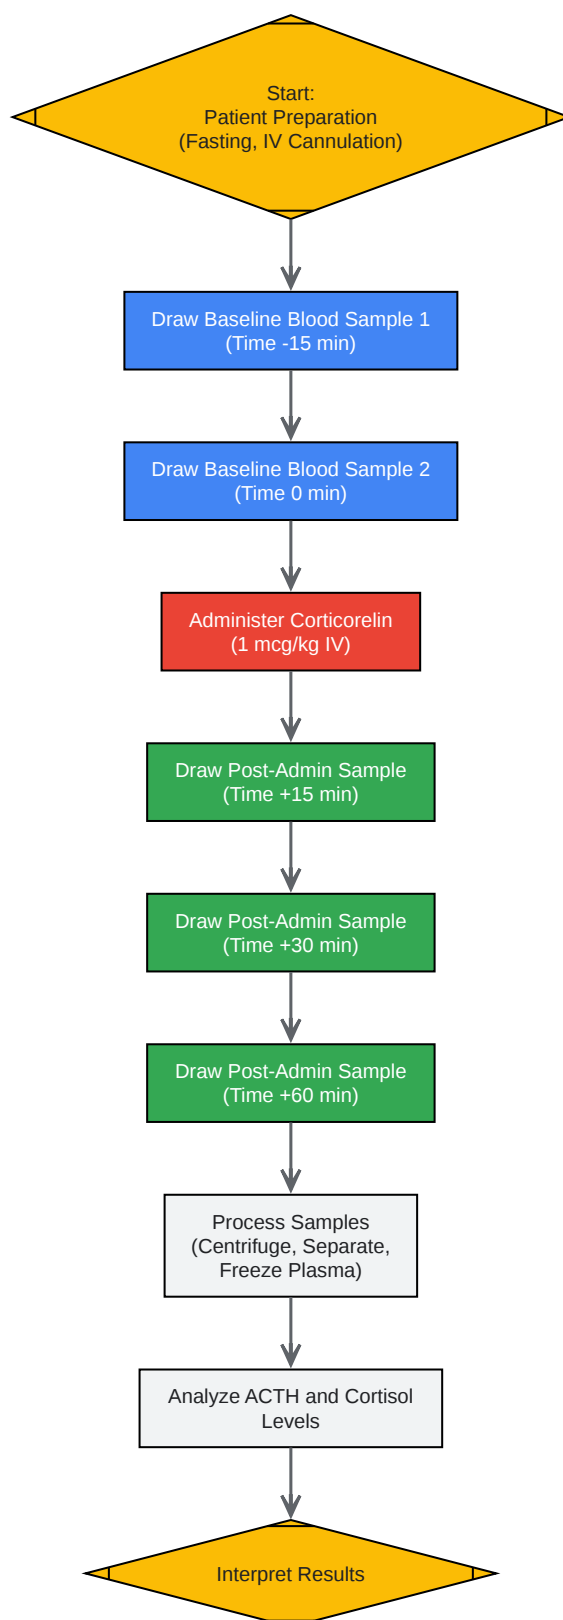 Start:
Patient Preparation
(Fasting, IV Cannulation)
Draw Baseline Blood Sample 1
(Time -15 min)
Draw Baseline Blood Sample 2
(Time 0 min)
Administer Corticorelin
(1 mcg/kg IV)
Draw Post-Admin Sample
(Time +15 min)
Draw Post-Admin Sample
(Time +30 min)
Draw Post-Admin Sample
(Time +60 min)
Process Samples
(Centrifuge, Separate,
Freeze Plasma)
Analyze ACTH and Cortisol
Levels
Interpret Results